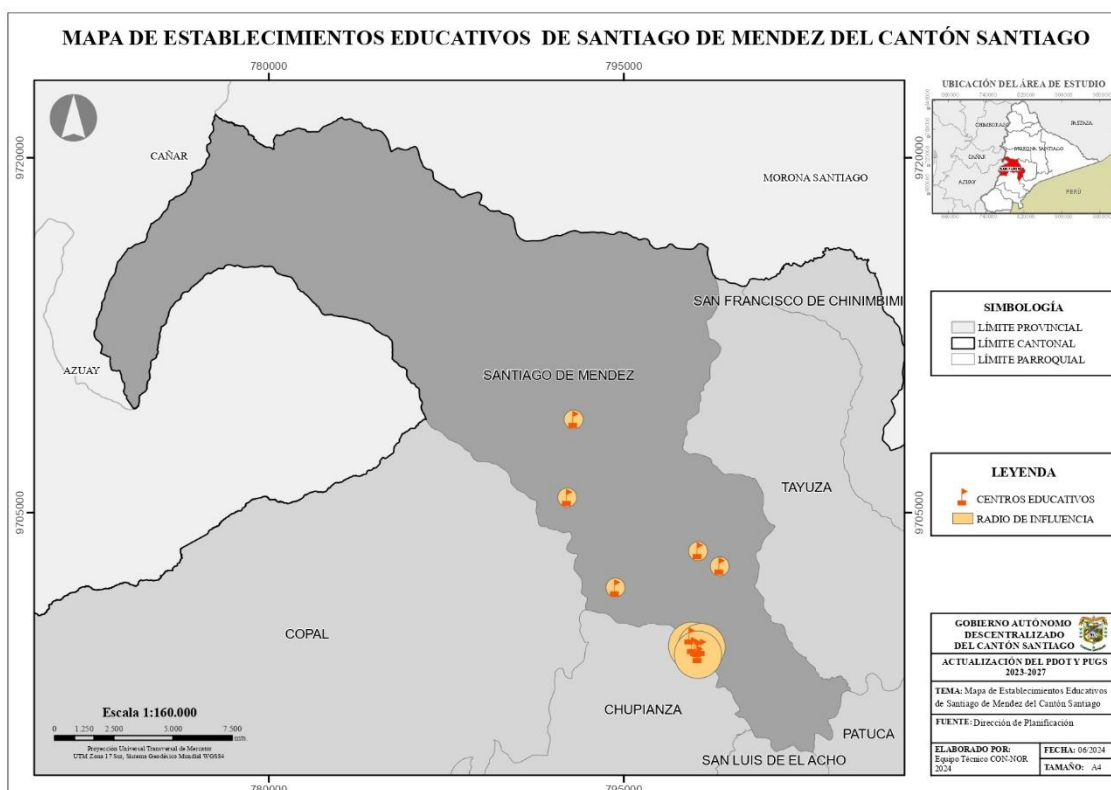 MAPA DE ESTABLECIMIENTOS EDUCATIVOS DE SANTIAGO DE MENDEZ DEL CANTÓN SANTIAGO
780000
795000
9720000
9720000
9705000
9705000
780000
795000
CAÑAR
MORONA SANTIAGO
SAN FRANCISCO DE CHINIMBIMI
AZUAY
SANTIAGO DE MENDEZ
TAYUZA
COPAL
CHUPIANZA
PATUCA
SAN LUIS DE EL ACHO
Escala 1:160.000
0 1.250 2.500 5.000 7.500
mts.
Proyección Universal Transversal de Mercator
UTM Zona 17 Sur, Sistema Geodésico Mundial WGS84
UBICACIÓN DEL ÁREA DE ESTUDIO
CHIMBORAZO
PASTAZA
MORONA SANTIAGO
CAÑAR
AZUAY
PERÚ
SIMBOLOGÍA
LÍMITE PROVINCIAL
LÍMITE CANTONAL
LÍMITE PARROQUIAL
LEYENDA
CENTROS EDUCATIVOS
RADIO DE INFLUENCIA
GOBIERNO AUTÓNOMO
DESCENTRALIZADO
DEL CANTÓN SANTIAGO
ACTUALIZACIÓN DEL PDOT Y PUGS
2023-2027
TEMA: Mapa de Establecimientos Educativos
de Santiago de Mendez del Cantón Santiago
FUENTE: Dirección de Planificación
ELABORADO POR:
Equipo Técnico CON-NOR
2024
FECHA: 06/2024
TAMAÑO: A4